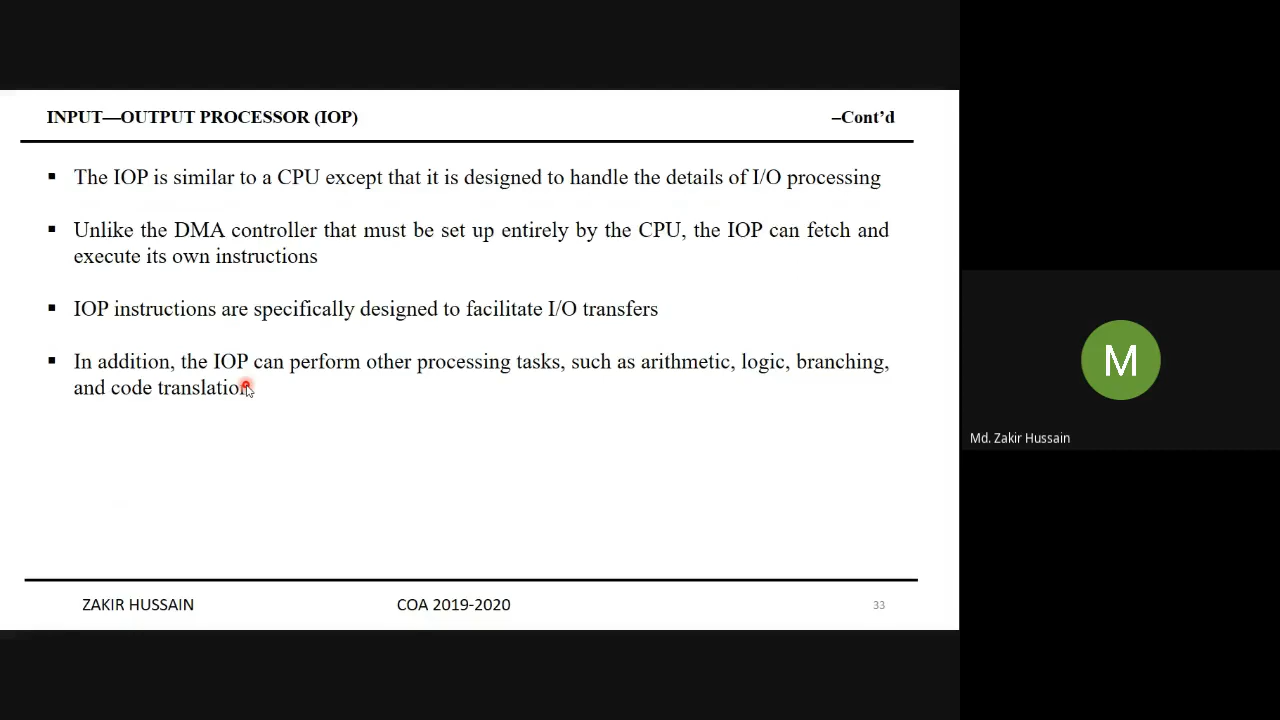 INPUT—OUTPUT PROCESSOR (IOP) –Cont’d
▪ The IOP is similar to a CPU except that it is designed to handle the details of I/O processing
▪ Unlike the DMA controller that must be set up entirely by the CPU, the IOP can fetch and
execute its own instructions
▪ IOP instructions are specifically designed to facilitate I/O transfers
▪ In addition, the IOP can perform other processing tasks, such as arithmetic, logic, branching,
and code translation
ZAKIR HUSSAIN COA 2019-2020 33
M
Md. Zakir Hussain